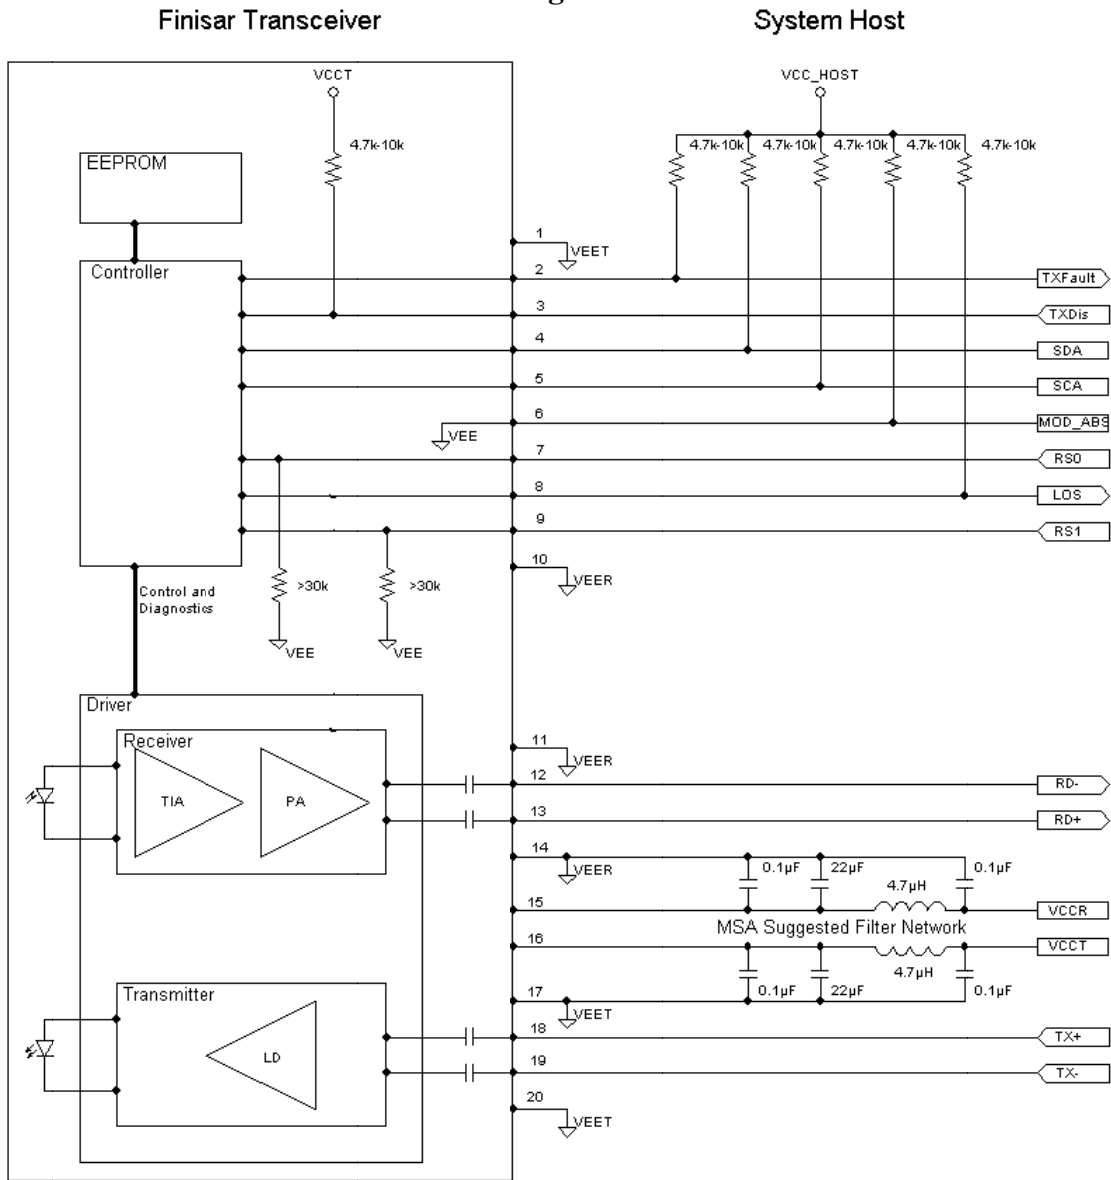 Finisar Transceiver
System Host
VCCT
VCC_HOST
4.7k-10k
4.7k-10k
4.7k-10k
4.7k-10k
4.7k-10k
4.7k-10k
EEPROM
1
VEET
Controller
2
TXFault
3
TXDis
4
SDA
5
SCA
6
VEE
MOD_ABS
7
RS0
8
LOS
9
RS1
10
VEER
>30k
>30k
Control and
Diagnostics
VEE
VEE
Driver
Receiver
11
VEER
TIA
PA
12
RD-
13
RD+
14
VEER
0.1µF
22µF
4.7µH
0.1µF
15
VCCR
MSA Suggested Filter Network
16
VCCT
4.7µH
Transmitter
17
VEET
0.1µF
22µF
0.1µF
18
TX+
LD
19
TX-
20
VEET